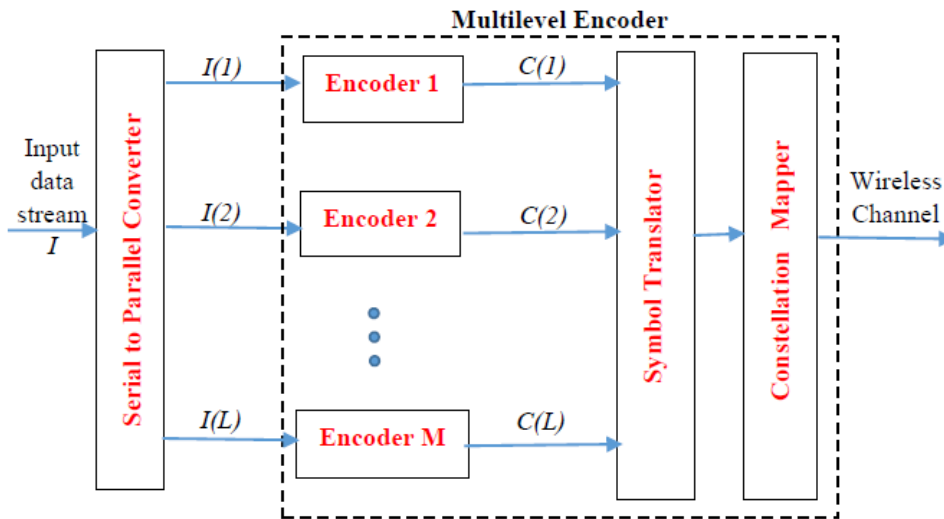 Multilevel Encoder
Input
data
stream
I
Serial to Parallel Converter
I(1)
Encoder 1
C(1)
I(2)
Encoder 2
C(2)
I(L)
Encoder M
C(L)
Symbol Translator
Constellation Mapper
Wireless
Channel